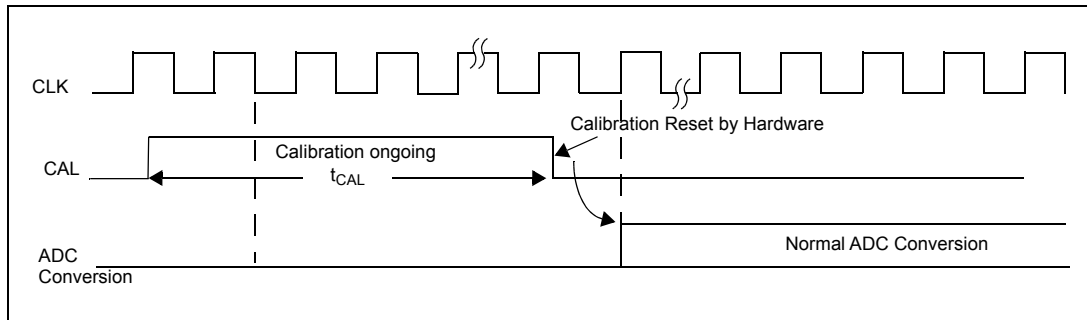 CLK
Calibration Reset by Hardware
CAL
Calibration ongoing
tCAL
ADC
Conversion
Normal ADC Conversion